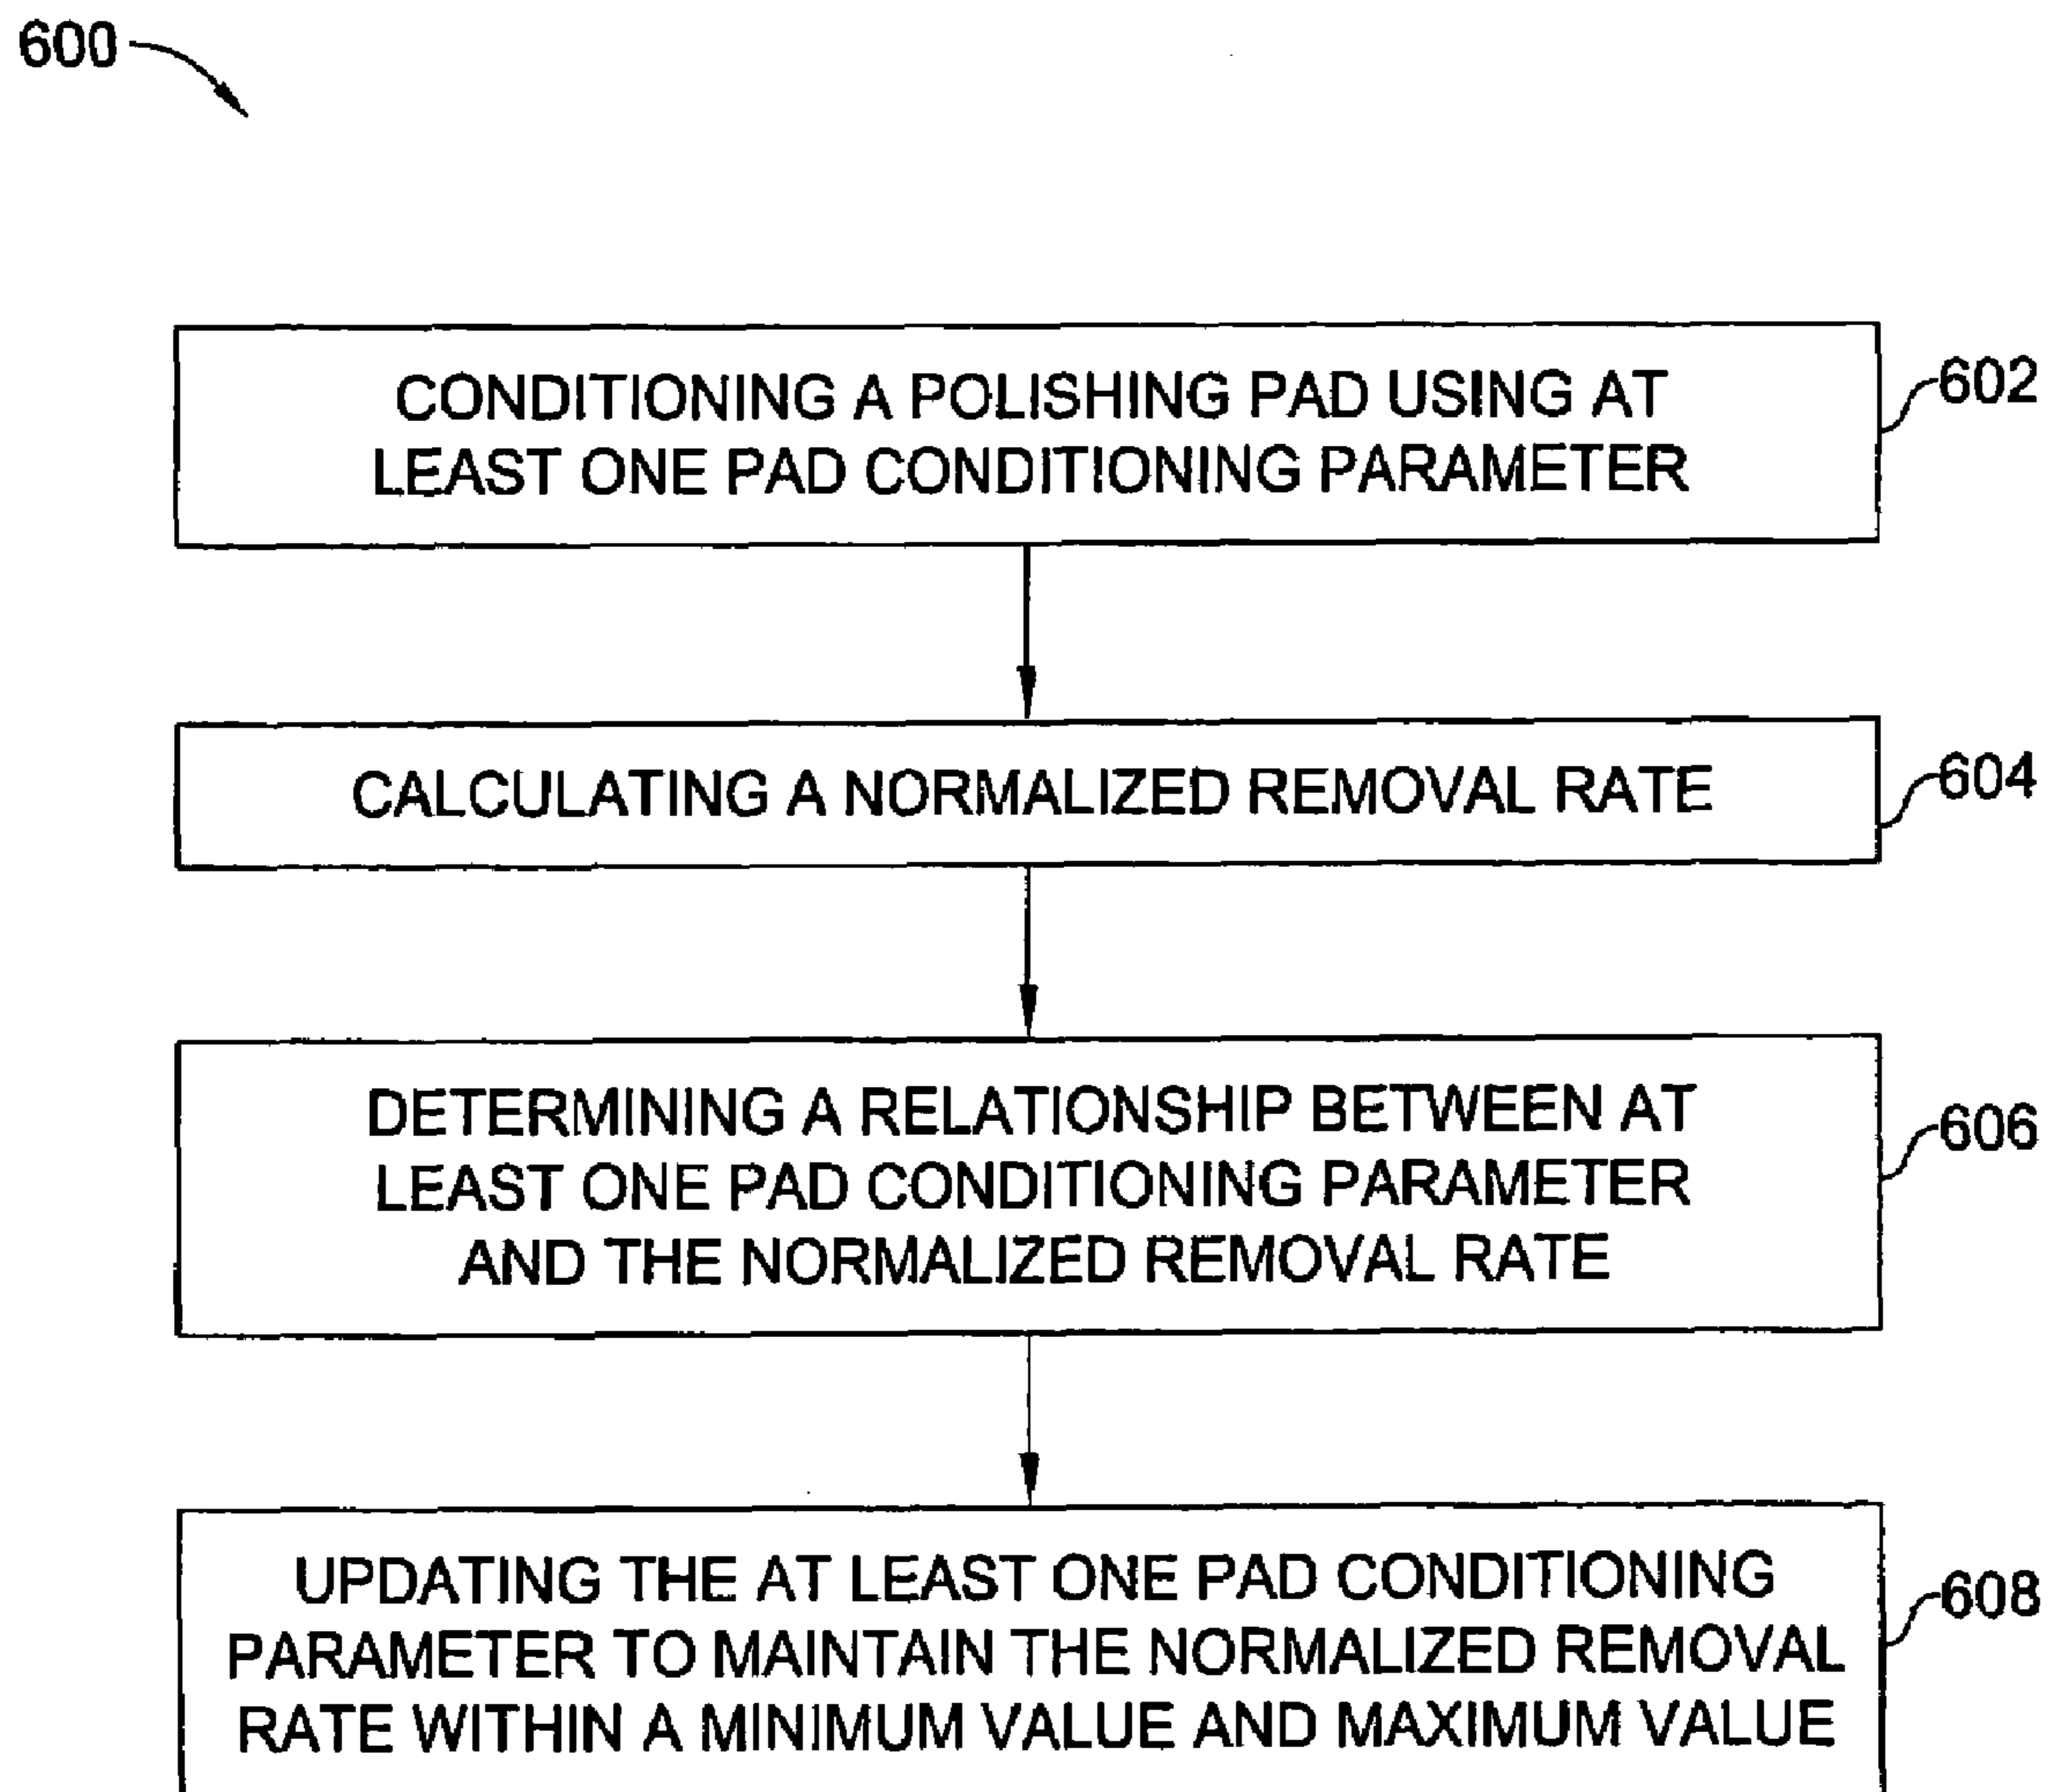 600
CONDITIONING A POLISHING PAD USING AT
LEAST ONE PAD CONDITIONING PARAMETER
602
CALCULATING A NORMALIZED REMOVAL RATE
604
DETERMINING A RELATIONSHIP BETWEEN AT
LEAST ONE PAD CONDITIONING PARAMETER
AND THE NORMALIZED REMOVAL RATE
606
UPDATING THE AT LEAST ONE PAD CONDITIONING
PARAMETER TO MAINTAIN THE NORMALIZED REMOVAL
RATE WITHIN A MINIMUM VALUE AND MAXIMUM VALUE
608